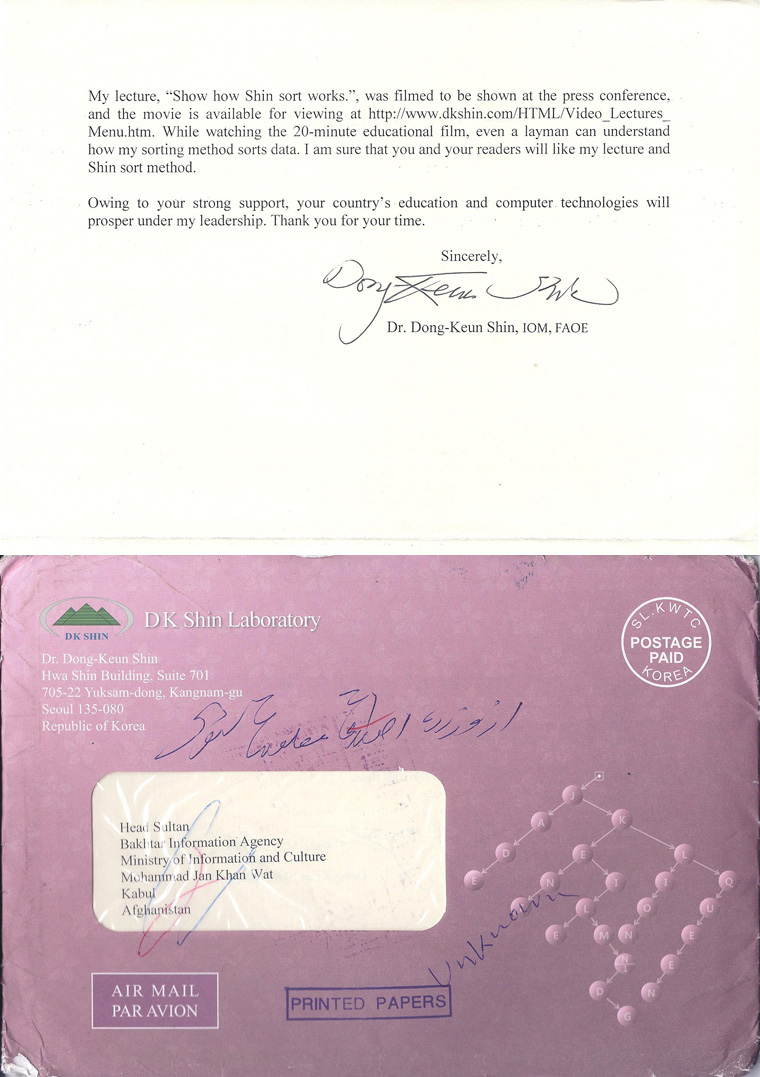 My lecture, “Show how Shin sort works.”, was filmed to be shown at the press conference,
and the movie is available for viewing at http://www.dkshin.com/HTML/Video_Lectures_
Menu.htm. While watching the 20-minute educational film, even a layman can understand
how my sorting method sorts data. I am sure that you and your readers will like my lecture and
Shin sort method.
Owing to your strong support, your country’s education and computer technologies will
prosper under my leadership. Thank you for your time.
Sincerely,
Dong-Keun Shin
Dr. Dong-Keun Shin, IOM, FAOE
DK SHIN
DK Shin Laboratory
Dr. Dong-Keun Shin
Hwa Shin Building, Suite 701
705-22 Yuksam-dong, Kangnam-gu
Seoul 135-080
Republic of Korea
SL.KWTC
POSTAGE
PAID
KOREA
Head Sultan
Bakhtar Information Agency
Ministry of Information and Culture
Mohammad Jan Khan Wat
Kabul
Afghanistan
J
A K
D E L
E N I I Q
L O U
E M N E
E
D N
G
Unknown
AIR MAIL
PAR AVION
PRINTED PAPERS